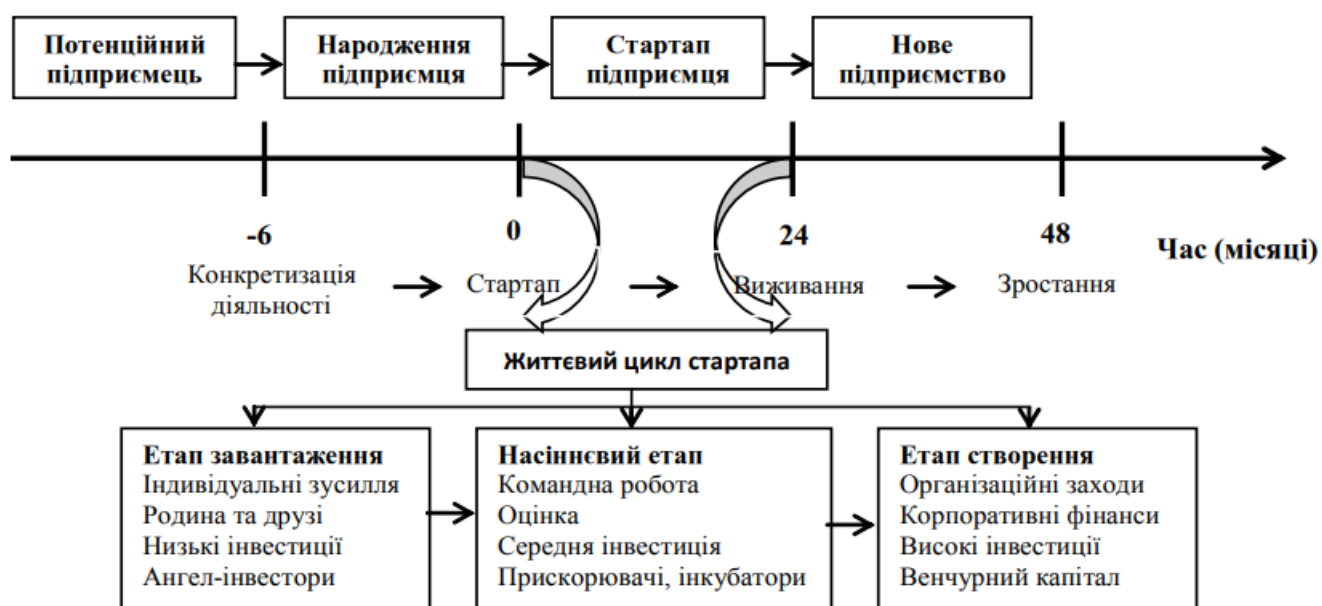 Потенційний
підприємець
Народження
підприємця
Стартап
підприємця
Нове
підприємство
-6
0
24
48
Час (місяці)
Конкретизація
діяльності
Стартап
Виживання
Зростання
Життєвий цикл стартапа
Етап завантаження
Індивідуальні зусилля
Родина та друзі
Низькі інвестиції
Ангел-інвестори
Насіннєвий етап
Командна робота
Оцінка
Середня інвестиція
Прискорювачі, інкубатори
Етап створення
Організаційні заходи
Корпоративні фінанси
Високі інвестиції
Венчурний капітал